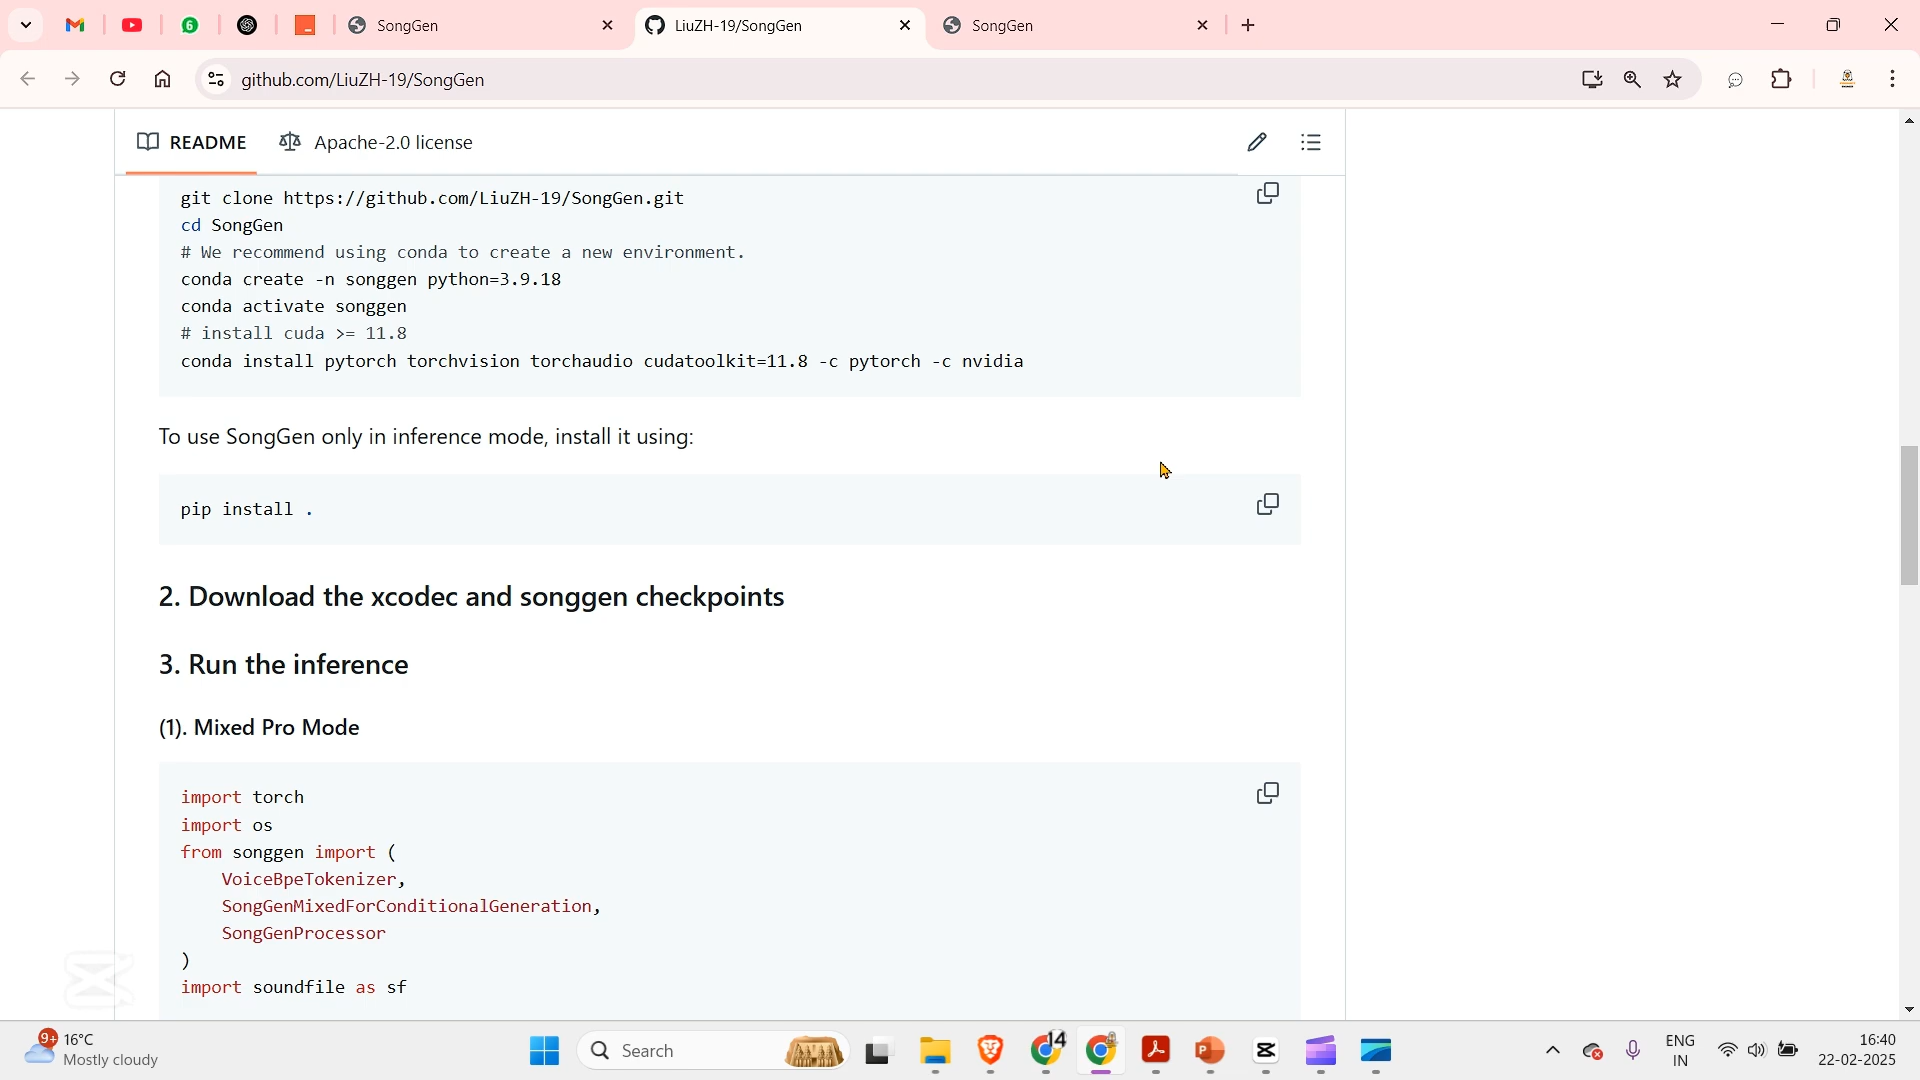 SongGen
LiuZH-19/SongGen
SongGen
github.com/LiuZH-19/SongGen
README
Apache-2.0 license
git clone https://github.com/LiuZH-19/SongGen.git
cd SongGen
# We recommend using conda to create a new environment.
conda create -n songgen python=3.9.18
conda activate songgen
# install cuda >= 11.8
conda install pytorch torchvision torchaudio cudatoolkit=11.8 -c pytorch -c nvidia
To use SongGen only in inference mode, install it using:
pip install .
2. Download the xcodec and songgen checkpoints
3. Run the inference
(1). Mixed Pro Mode
import torch
import os
from songgen import (
VoiceBpeTokenizer,
SongGenMixedForConditionalGeneration,
SongGenProcessor
)
import soundfile as sf
9+
16°C
Mostly cloudy
Search
14
ENG
IN
16:40
22-02-2025